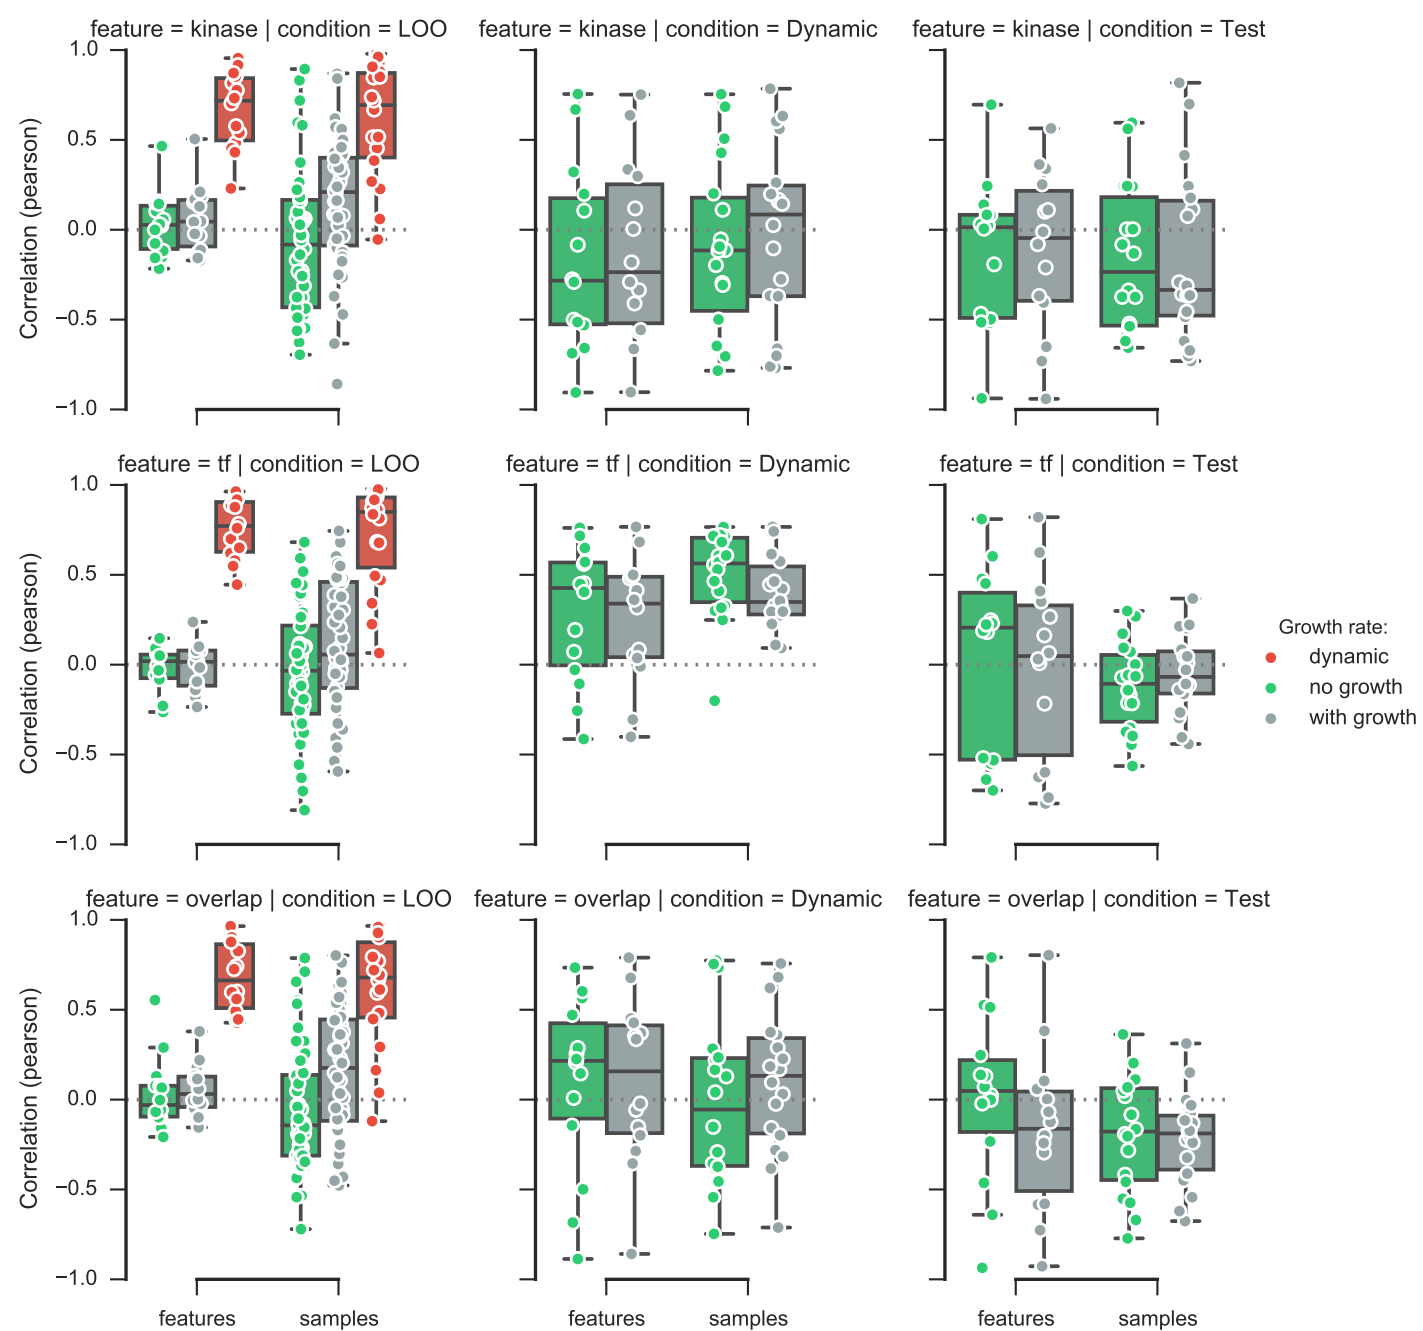 feature = kinase | condition = LOO
feature = kinase | condition = Dynamic
feature = kinase | condition = Test
1.0
0.5
0.0
−0.5
−1.0
Correlation (pearson)
feature = tf | condition = LOO
feature = tf | condition = Dynamic
feature = tf | condition = Test
1.0
0.5
0.0
−0.5
−1.0
Correlation (pearson)
Growth rate:
dynamic
no growth
with growth
feature = overlap | condition = LOO
feature = overlap | condition = Dynamic
feature = overlap | condition = Test
1.0
0.5
0.0
−0.5
−1.0
Correlation (pearson)
features
samples
features
samples
features
samples